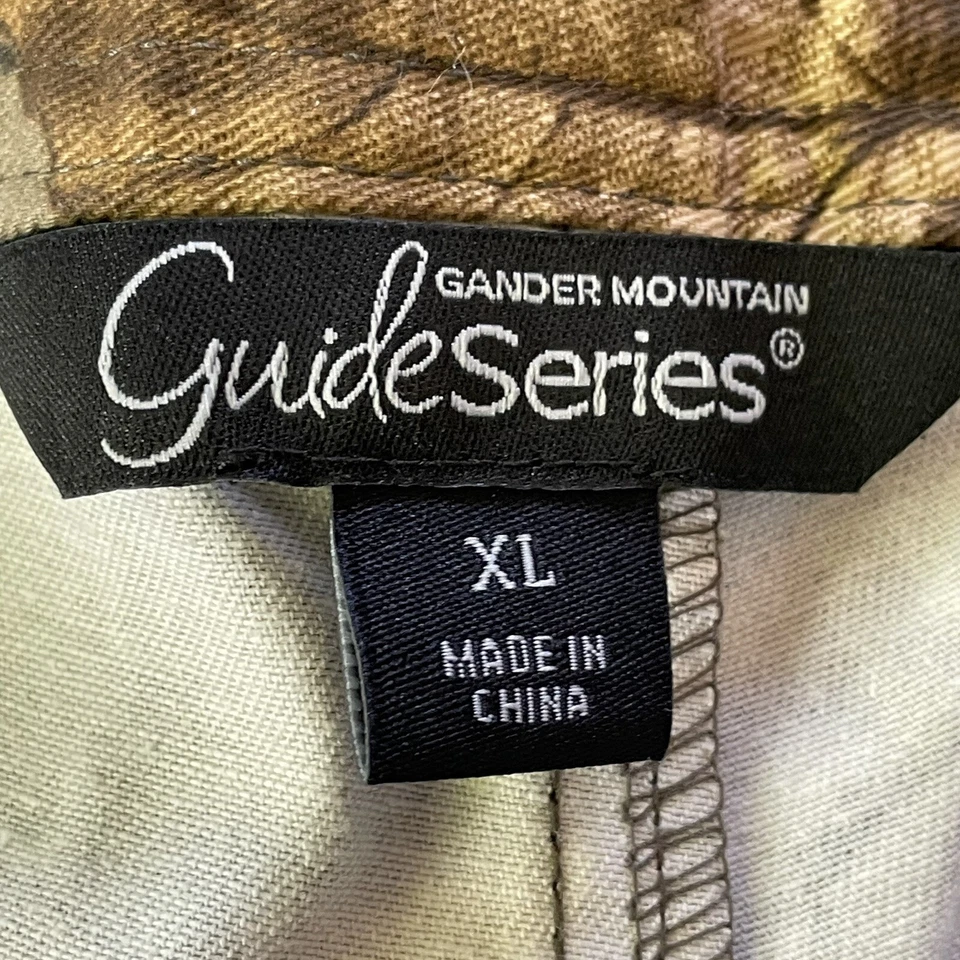 GANDER MOUNTAIN
GuideSeries®
XL
MADE IN
CHINA